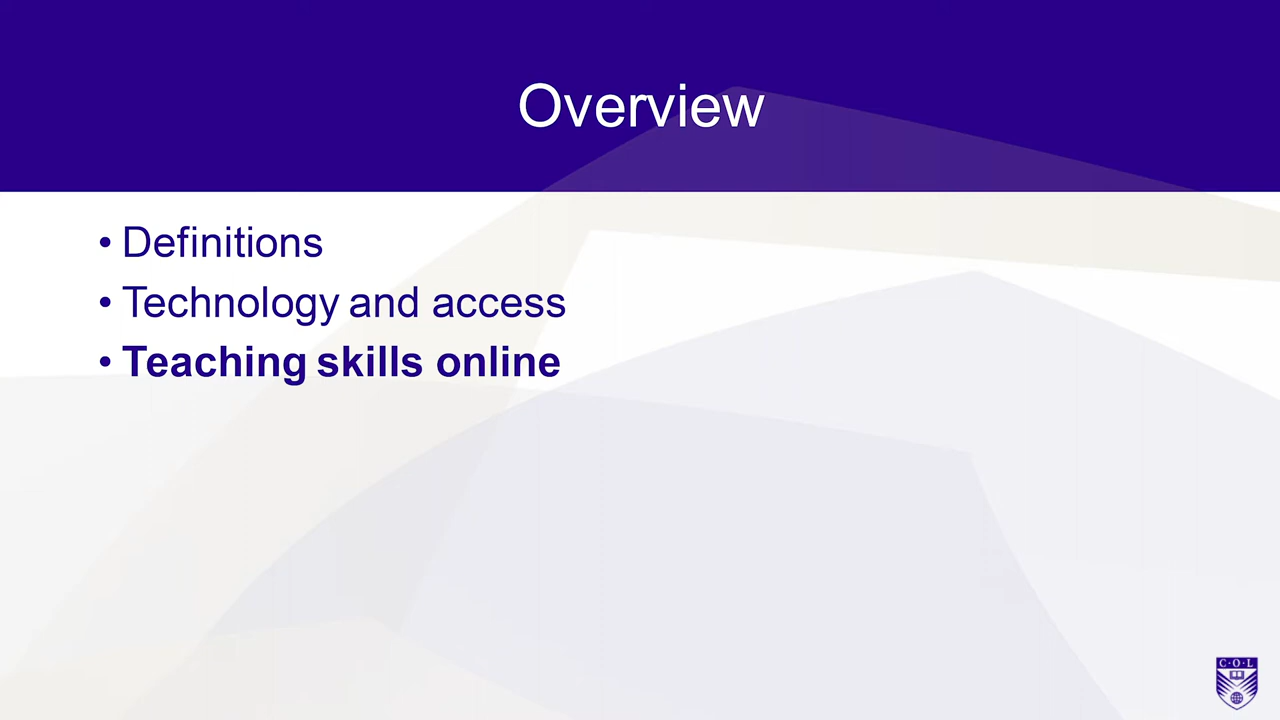 Overview
• Definitions
• Technology and access
• Teaching skills online
C·O·L